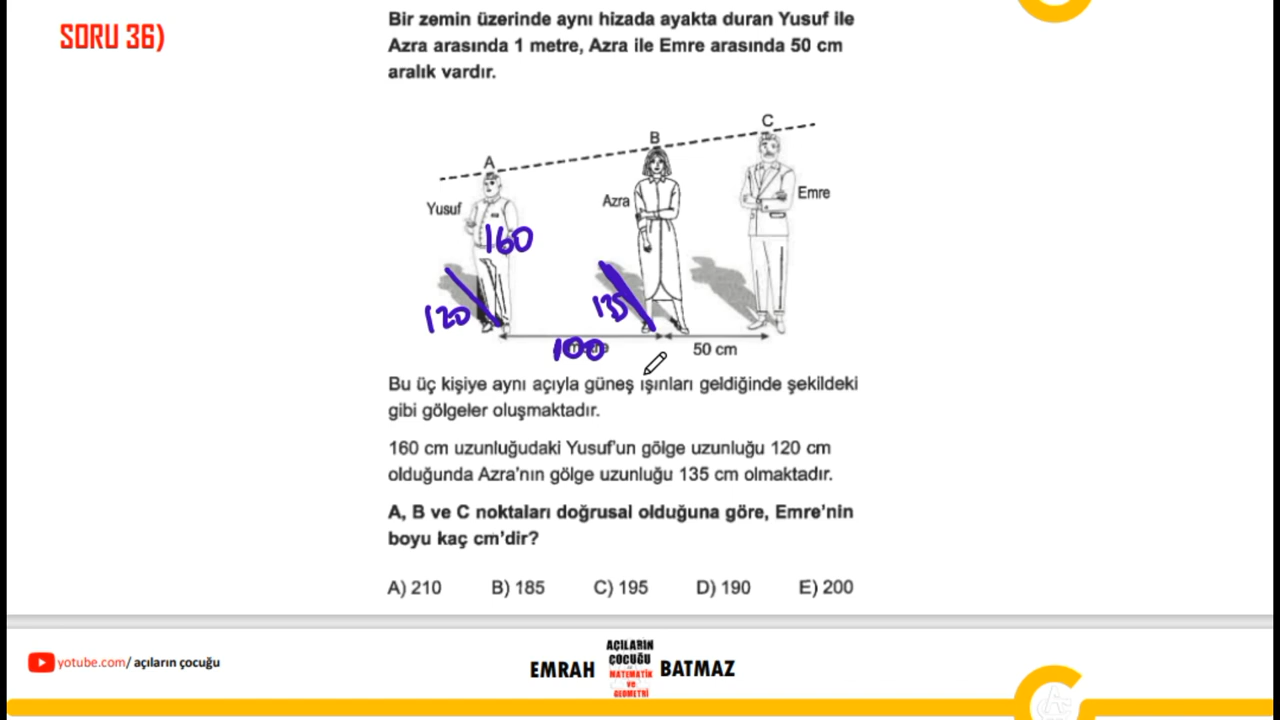 SORU 36)
Bir zemin üzerinde aynı hizada ayakta duran Yusuf ile
Azra arasında 1 metre, Azra ile Emre arasında 50 cm
aralık vardır.
C
B
A
Emre
Azra
Yusuf
160
135
120
100
50 cm
Bu üç kişiye aynı açıyla güneş ışınları geldiğinde şekildeki
gibi gölgeler oluşmaktadır.
160 cm uzunluğudaki Yusuf'un gölge uzunluğu 120 cm
olduğunda Azra'nın gölge uzunluğu 135 cm olmaktadır.
A, B ve C noktaları doğrusal olduğuna göre, Emre'nin
boyu kaç cm'dir?
A) 210 B) 185 C) 195 D) 190 E) 200
yotube.com/ açıların çocuğu
EMRAH
AÇILARIN
ÇOCUĞU
MATEMATİK
ve
GEOMETRİ
BATMAZ